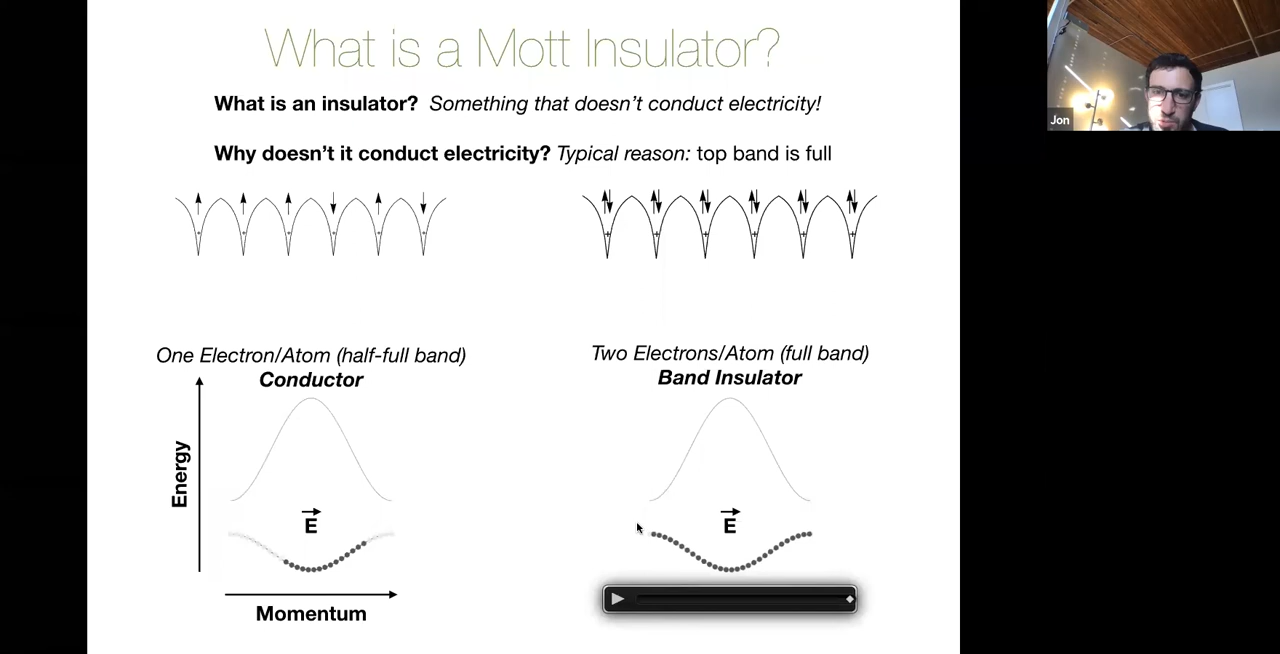 What is a Mott Insulator?
What is an insulator? Something that doesn't conduct electricity!
Jon
Why doesn't it conduct electricity? Typical reason: top band is full
One Electron/Atom (half-full band)
Conductor
Two Electrons/Atom (full band)
Band Insulator
Energy
E
E
Momentum